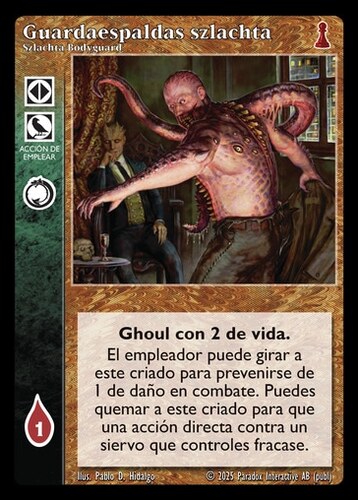 Guardaespaldas szlachta
Szlachta Bodyguard
ACCIÓN DE
EMPLEAR
Ghoul con 2 de vida.
El empleador puede girar a
este criado para prevenirse de
1 de daño en combate. Puedes
quemar a este criado para que
una acción directa contra un
siervo que controles fracase.
1
Ilus. Pablo D. Hidalgo © 2025 Paradox Interactive AB (publ)